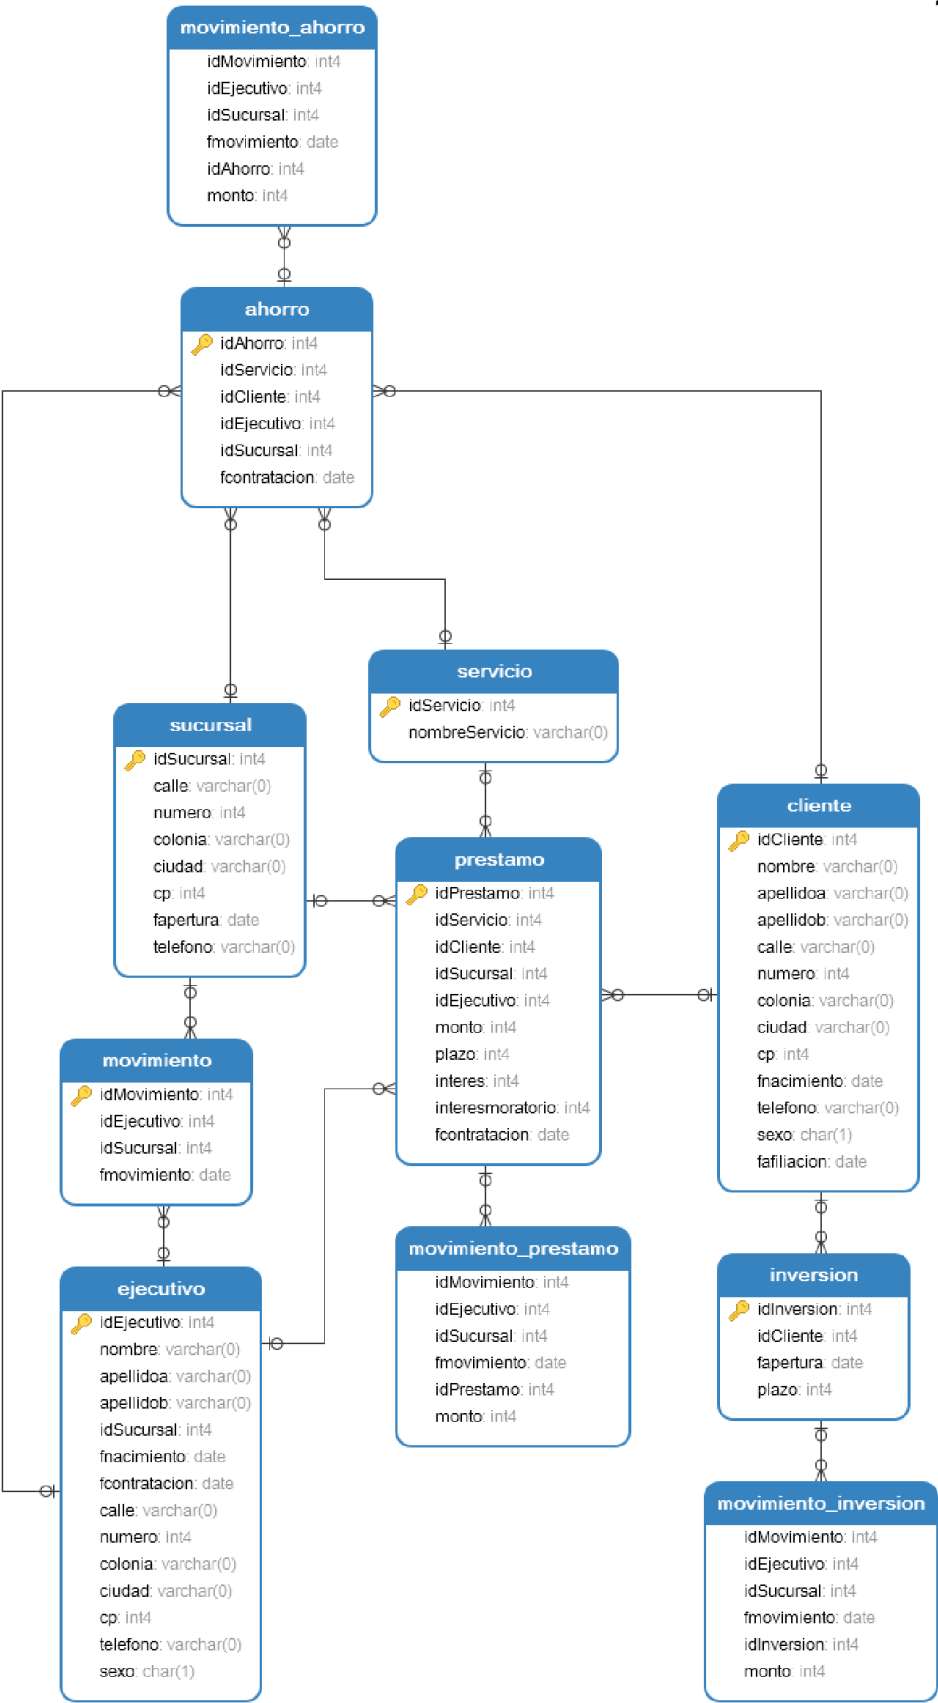 movimiento_ahorro
idMovimiento: int4
idEjecutivo: int4
idSucursal: int4
fmovimiento: date
idAhorro: int4
monto: int4
ahorro
idAhorro: int4
idServicio: int4
idCliente: int4
idEjecutivo: int4
idSucursal: int4
fcontratacion: date
servicio
idServicio: int4
nombreServicio: varchar(0)
sucursal
idSucursal: int4
calle: varchar(0)
numero: int4
colonia: varchar(0)
ciudad: varchar(0)
cp: int4
fapertura: date
telefono: varchar(0)
cliente
idCliente: int4
nombre: varchar(0)
apellidoa: varchar(0)
apellidob: varchar(0)
calle: varchar(0)
numero: int4
colonia: varchar(0)
ciudad: varchar(0)
cp: int4
fnacimiento: date
telefono: varchar(0)
sexo: char(1)
fafiliacion: date
prestamo
idPrestamo: int4
idServicio: int4
idCliente: int4
idSucursal: int4
idEjecutivo: int4
monto: int4
plazo: int4
interes: int4
interesmoratorio: int4
fcontratacion: date
movimiento
idMovimiento: int4
idEjecutivo: int4
idSucursal: int4
fmovimiento: date
movimiento_prestamo
idMovimiento: int4
idEjecutivo: int4
idSucursal: int4
fmovimiento: date
idPrestamo: int4
monto: int4
inversion
idInversion: int4
idCliente: int4
fapertura: date
plazo: int4
ejecutivo
idEjecutivo: int4
nombre: varchar(0)
apellidoa: varchar(0)
apellidob: varchar(0)
idSucursal: int4
fnacimiento: date
fcontratacion: date
calle: varchar(0)
numero: int4
colonia: varchar(0)
ciudad: varchar(0)
cp: int4
telefono: varchar(0)
sexo: char(1)
movimiento_inversion
idMovimiento: int4
idEjecutivo: int4
idSucursal: int4
fmovimiento: date
idInversion: int4
monto: int4